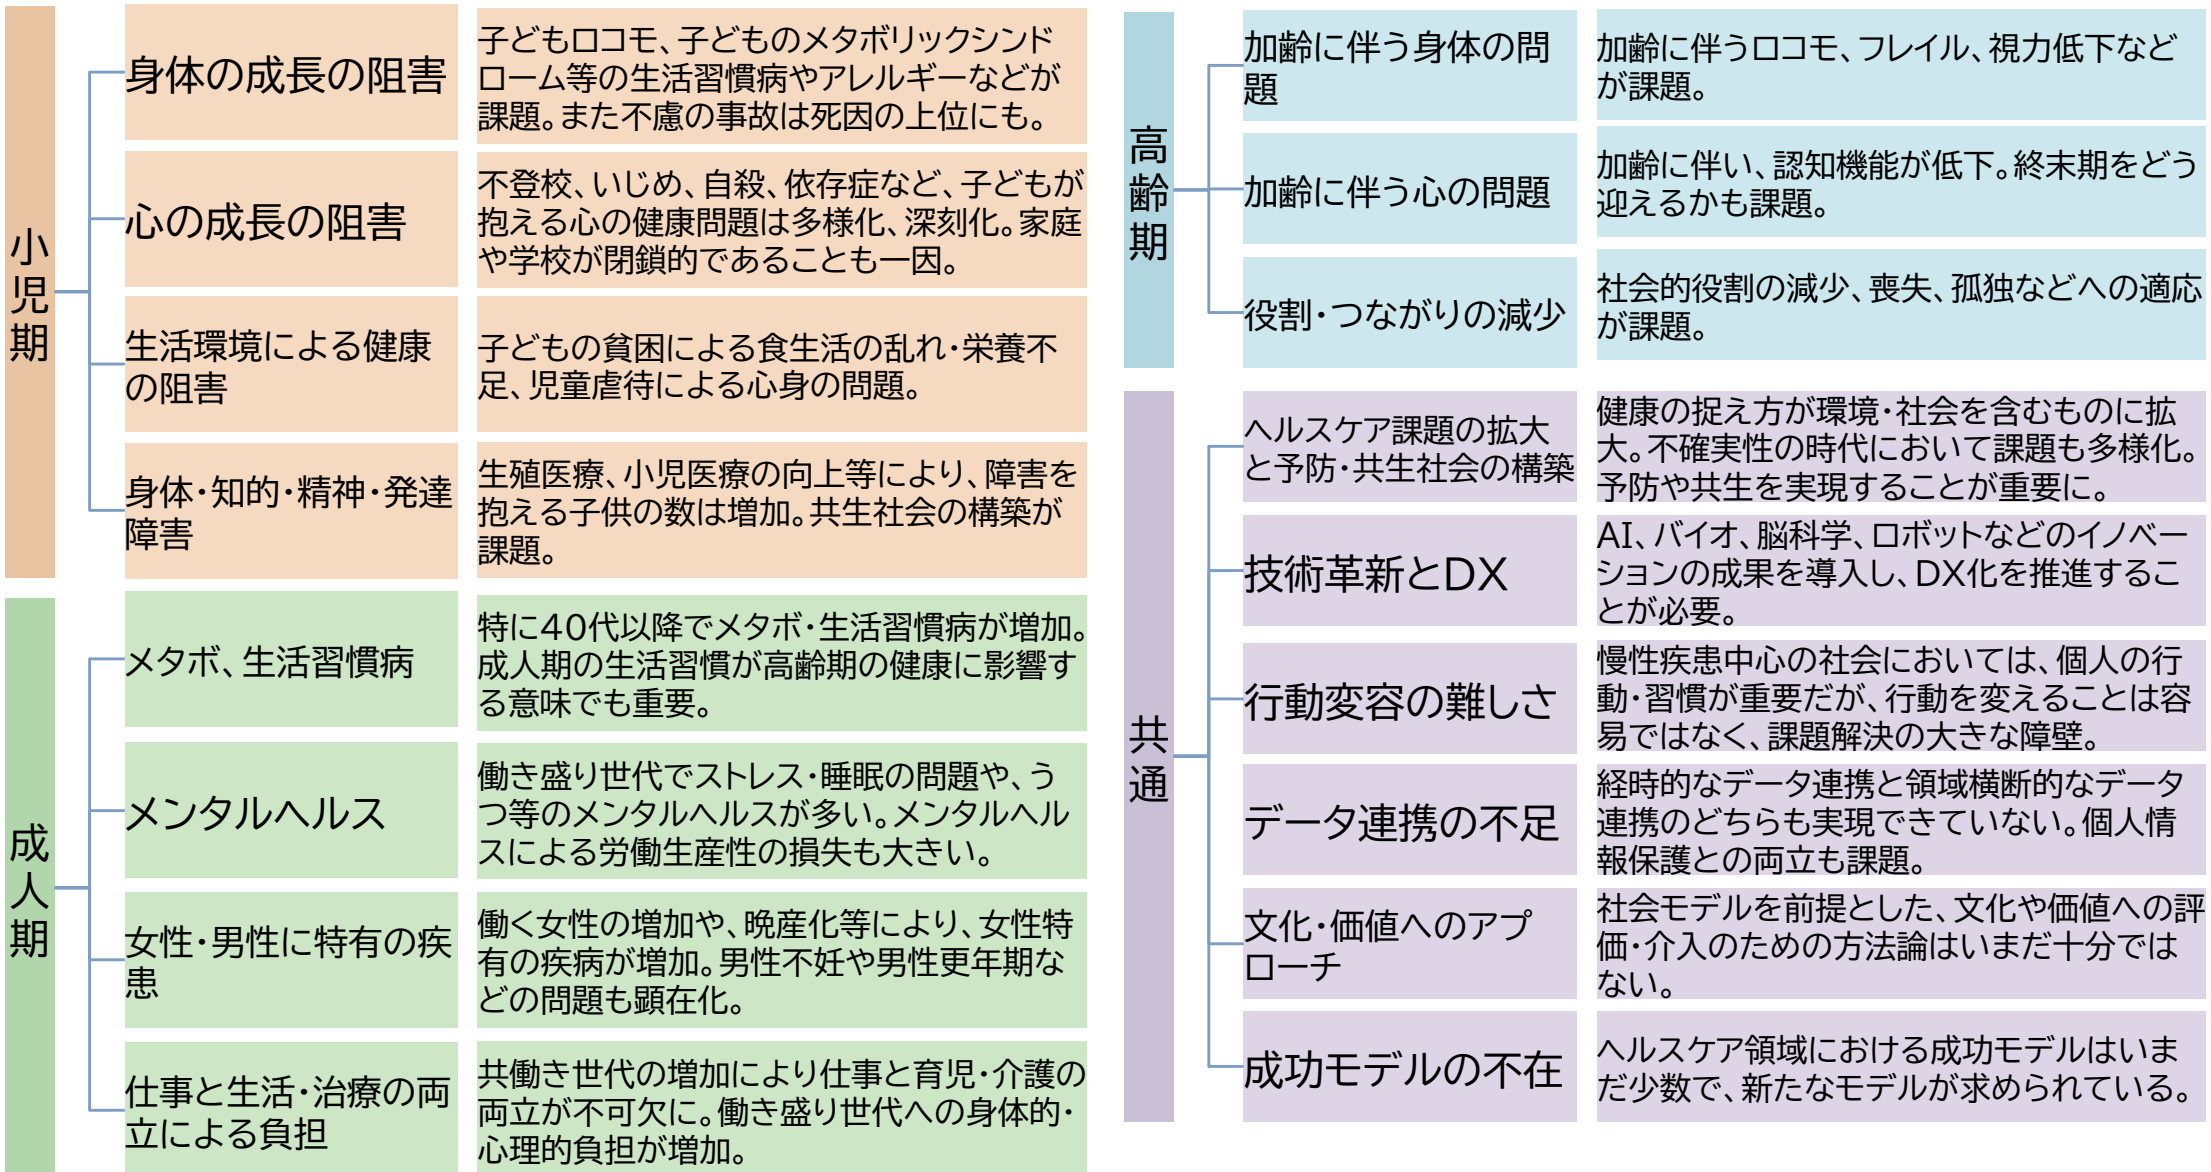 小児期
身体の成長の阻害
子どもロコモ、子どものメタボリックシンド
ローム等の生活習慣病やアレルギーなどが
課題。また不慮の事故は死因の上位にも。
心の成長の阻害
不登校、いじめ、自殺、依存症など、子どもが
抱える心の健康問題は多様化、深刻化。家庭
や学校が閉鎖的であることも一因。
生活環境による健康
の阻害
子どもの貧困による食生活の乱れ・栄養不
足、児童虐待による心身の問題。
身体・知的・精神・発達
障害
生殖医療、小児医療の向上等により、障害を
抱える子供の数は増加。共生社会の構築が
課題。
成人期
メタボ、生活習慣病
特に40代以降でメタボ・生活習慣病が増加。
成人期の生活習慣が高齢期の健康に影響す
る意味でも重要。
メンタルヘルス
働き盛り世代でストレス・睡眠の問題や、う
つ等のメンタルヘルスが多い。メンタルヘル
スによる労働生産性の損失も大きい。
女性・男性に特有の疾
患
働く女性の増加や、晩産化等により、女性特
有の疾病が増加。男性不妊や男性更年期な
どの問題も顕在化。
仕事と生活・治療の両
立による負担
共働き世代の増加により仕事と育児・介護の
両立が不可欠に。働き盛り世代への身体的・
心理的負担が増加。
高齢期
加齢に伴う身体の問
題
加齢に伴うロコモ、フレイル、視力低下など
が課題。
加齢に伴う心の問題
加齢に伴い、認知機能が低下。終末期をどう
迎えるかも課題。
役割・つながりの減少
社会的役割の減少、喪失、孤独などへの適応
が課題。
共通
ヘルスケア課題の拡大
と予防・共生社会の構築
健康の捉え方が環境・社会を含むものに拡
大。不確実性の時代において課題も多様化。
予防や共生を実現することが重要に。
技術革新とDX
AI、バイオ、脳科学、ロボットなどのイノベー
ションの成果を導入し、DX化を推進するこ
とが必要。
行動変容の難しさ
慢性疾患中心の社会においては、個人の行
動・習慣が重要だが、行動を変えることは容
易ではなく、課題解決の大きな障壁。
データ連携の不足
経時的なデータ連携と領域横断的なデータ
連携のどちらも実現できていない。個人情
報保護との両立も課題。
文化・価値へのアプ
ローチ
社会モデルを前提とした、文化や価値への評
価・介入のための方法論はいまだ十分では
ない。
成功モデルの不在
ヘルスケア領域における成功モデルはいま
だ少数で、新たなモデルが求められている。